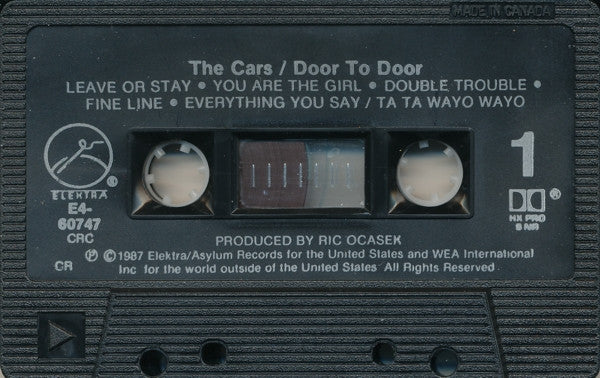 MADE IN CANADA
The Cars / Door To Door
LEAVE OR STAY • YOU ARE THE GIRL • DOUBLE TROUBLE •
FINE LINE • EVERYTHING YOU SAY / TA TA WAYO WAYO
1
ELEKTRA®
E4-
60747
CRC
CR
®
HX PRO
B NR
PRODUCED BY RIC OCASEK
℗©1987 Elektra/Asylum Records for the United States and WEA International
Inc for the world outside of the United States All Rights Reserved